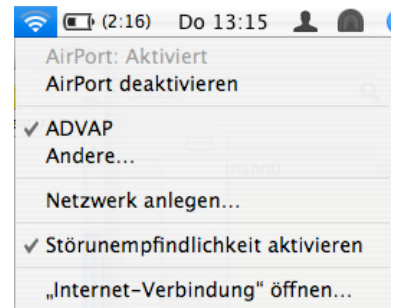 (2:16) Do 13:15
AirPort: Aktiviert
AirPort deaktivieren
✓ ADVAP
Andere...
Netzwerk anlegen...
✓ Störunempfindlichkeit aktivieren
„Internet-Verbindung“ öffnen...